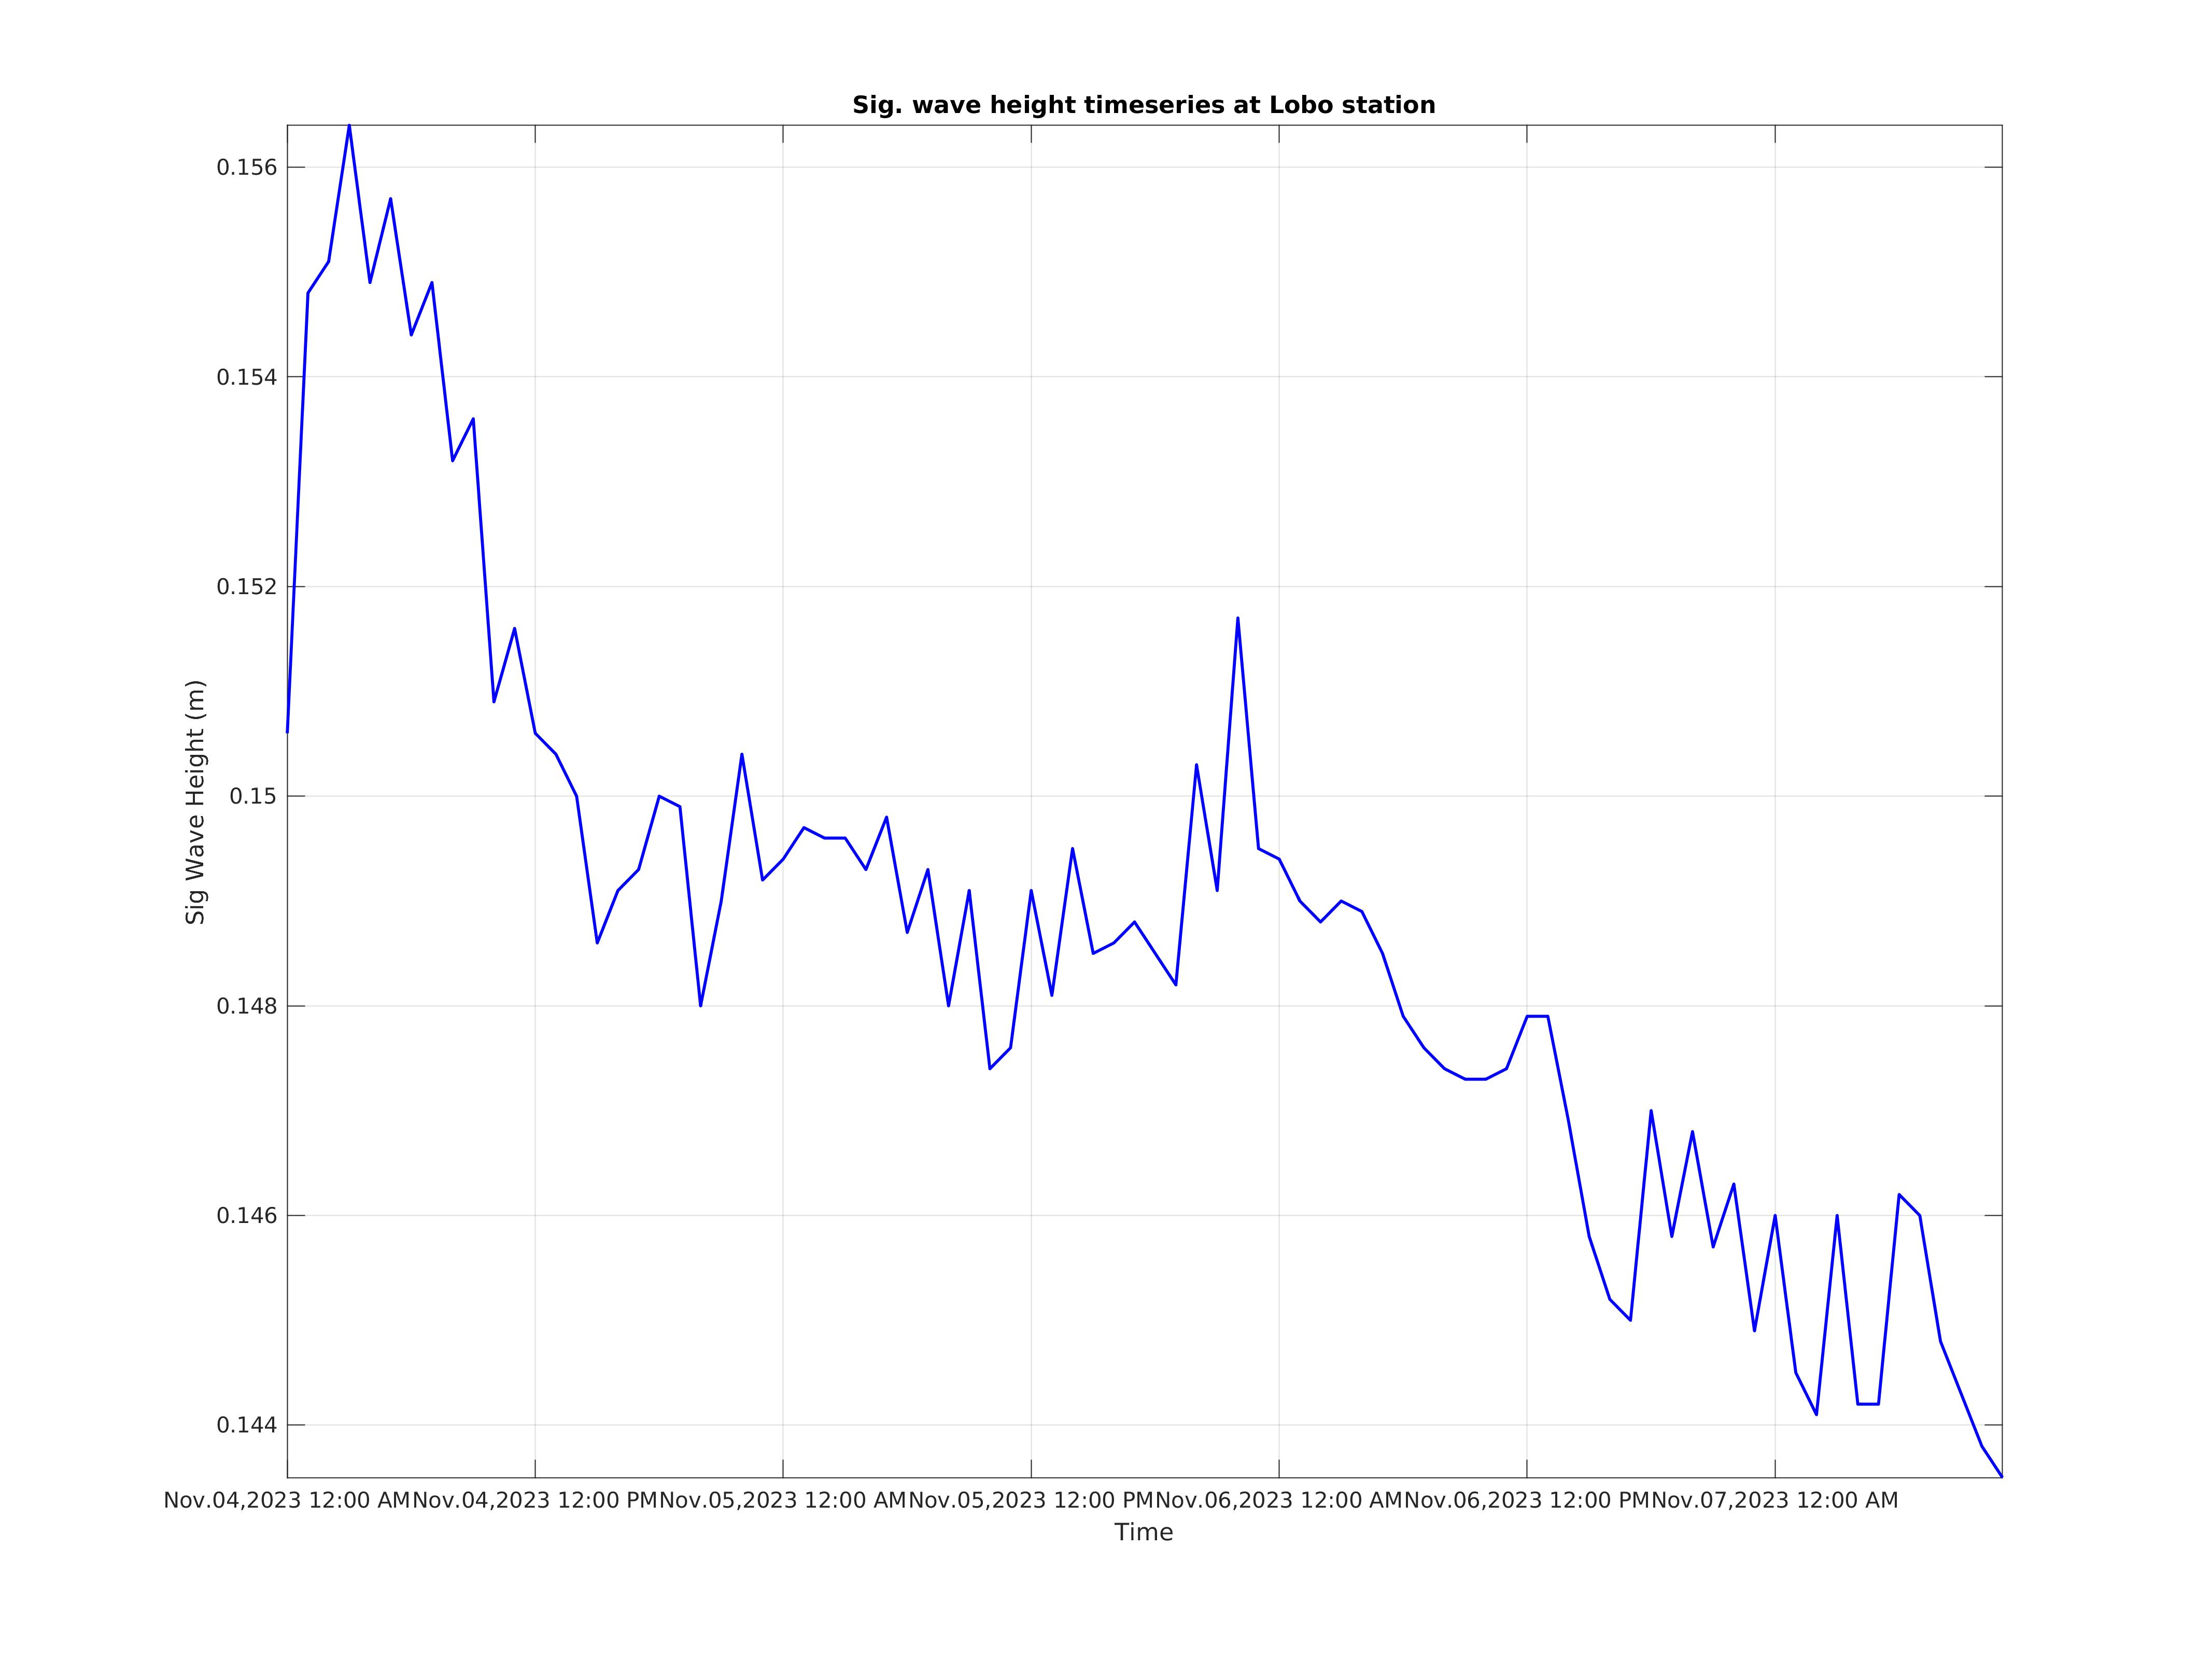 Sig. wave height timeseries at Lobo station
0.156
0.154
0.152
0.15
0.148
0.146
0.144
Sig Wave Height (m)
Nov.04,2023 12:00 AM
Nov.04,2023 12:00 PM
Nov.05,2023 12:00 AM
Nov.05,2023 12:00 PM
Nov.06,2023 12:00 AM
Nov.06,2023 12:00 PM
Nov.07,2023 12:00 AM
Time